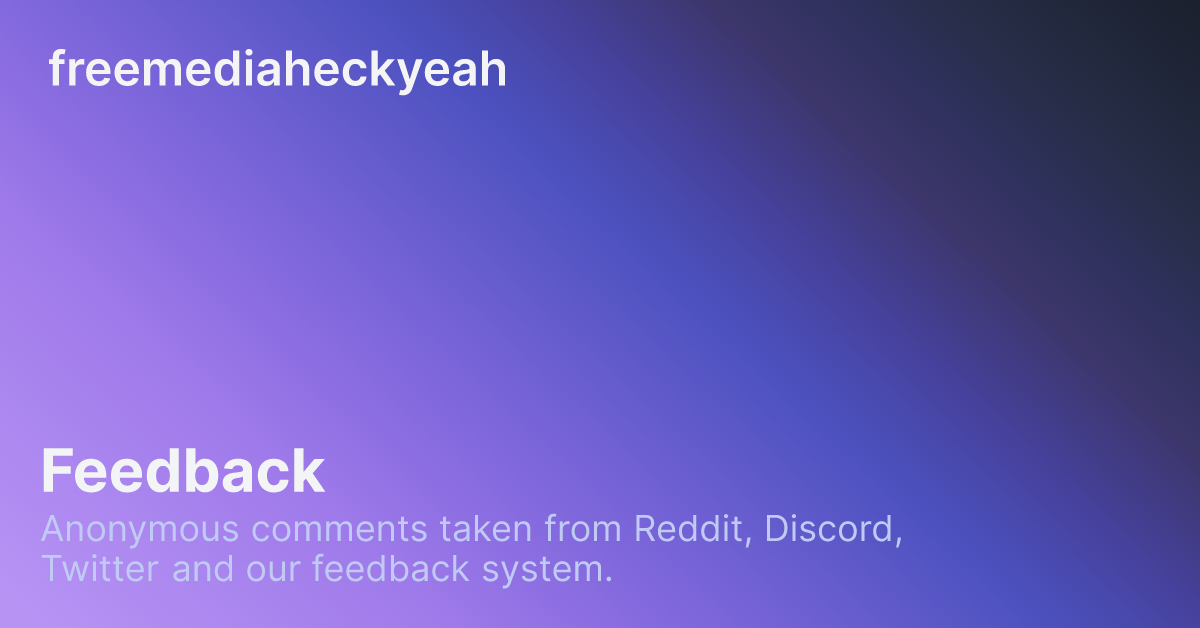 freemediaheckyeah
Feedback
Anonymous comments taken from Reddit, Discord,
Twitter and our feedback system.